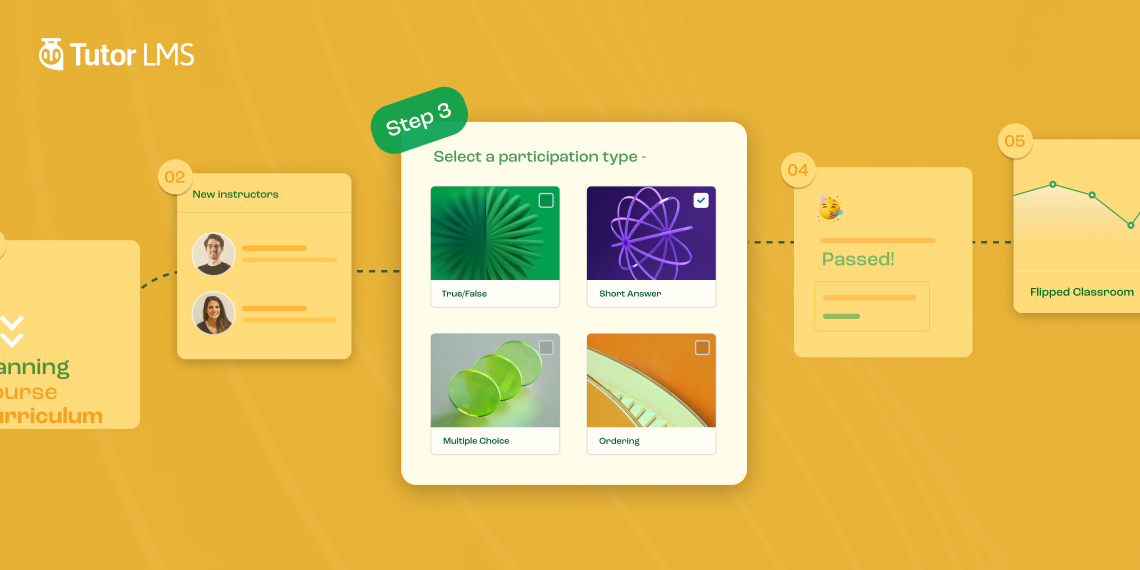 Tutor LMS
anning
ourse
urriculum
02
New instructors
Step 3
Select a participation type -
True/False
Short Answer
Multiple Choice
Ordering
04
Passed!
05
Flipped Classroom